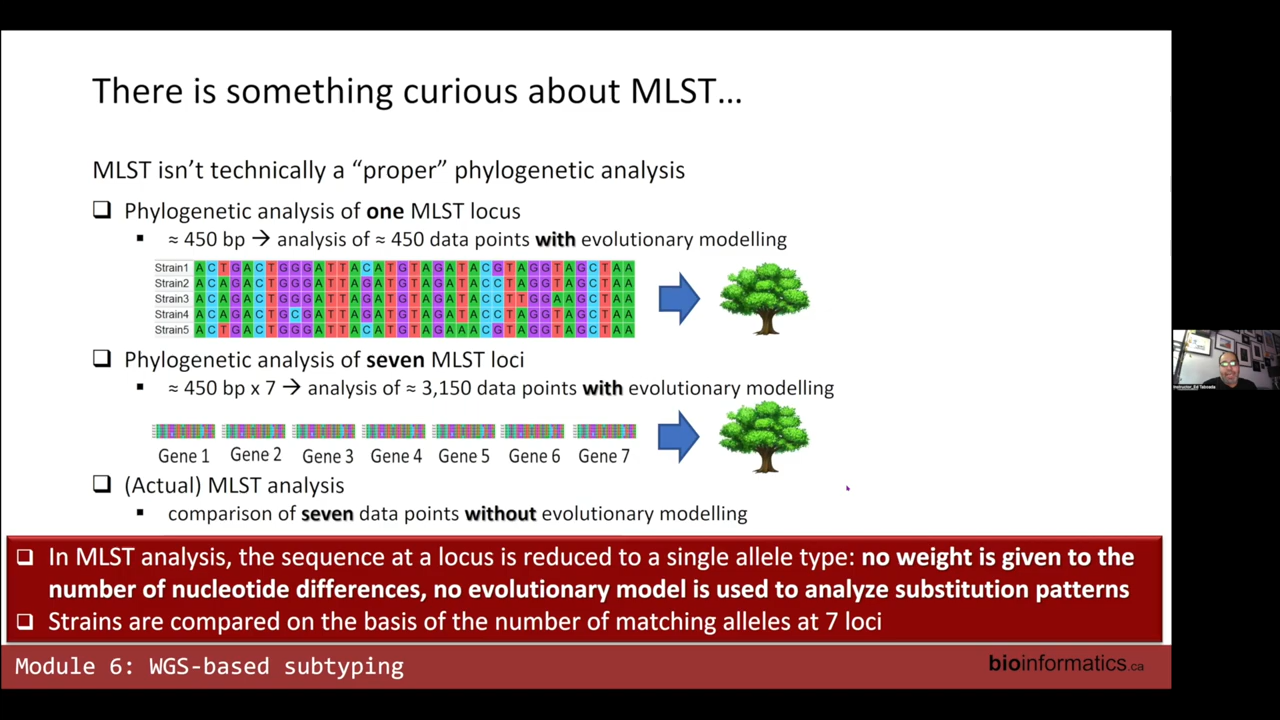 There is something curious about MLST…
MLST isn't technically a “proper” phylogenetic analysis
❑ Phylogenetic analysis of one MLST locus
▪ ≈ 450 bp → analysis of ≈ 450 data points with evolutionary modelling
Strain1 A C T G A C T G G G A T T A C A T G T A G A T A C G T A G G T A G C T A A
Strain2 A C A G A C T G G G A T T A G A T G T A G A T A C C T A G G T A G C T A A
Strain3 A C A G A C T G G G A T T A G A T G T A G A T A C C T T G G A A G C T A A
Strain4 A C A G A C T G C G A T T A G A T G T A G A T A C C T A G G T A G C T A A
Strain5 A C T G A C T G G G A T T A C A T G T A G A A A C G T A G G T A G C T A A
❑ Phylogenetic analysis of seven MLST loci
▪ ≈ 450 bp x 7 → analysis of ≈ 3,150 data points with evolutionary modelling
Gene 1 Gene 2 Gene 3 Gene 4 Gene 5 Gene 6 Gene 7
❑ (Actual) MLST analysis
▪ comparison of seven data points without evolutionary modelling
❑ In MLST analysis, the sequence at a locus is reduced to a single allele type: no weight is given to the
number of nucleotide differences, no evolutionary model is used to analyze substitution patterns
❑ Strains are compared on the basis of the number of matching alleles at 7 loci
Module 6: WGS-based subtyping
bioinformatics.ca
Instructor_Ed Taboada